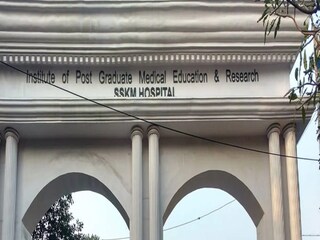 Institute of Post Graduate Medical Education & Research
SSKM HOSPITAL